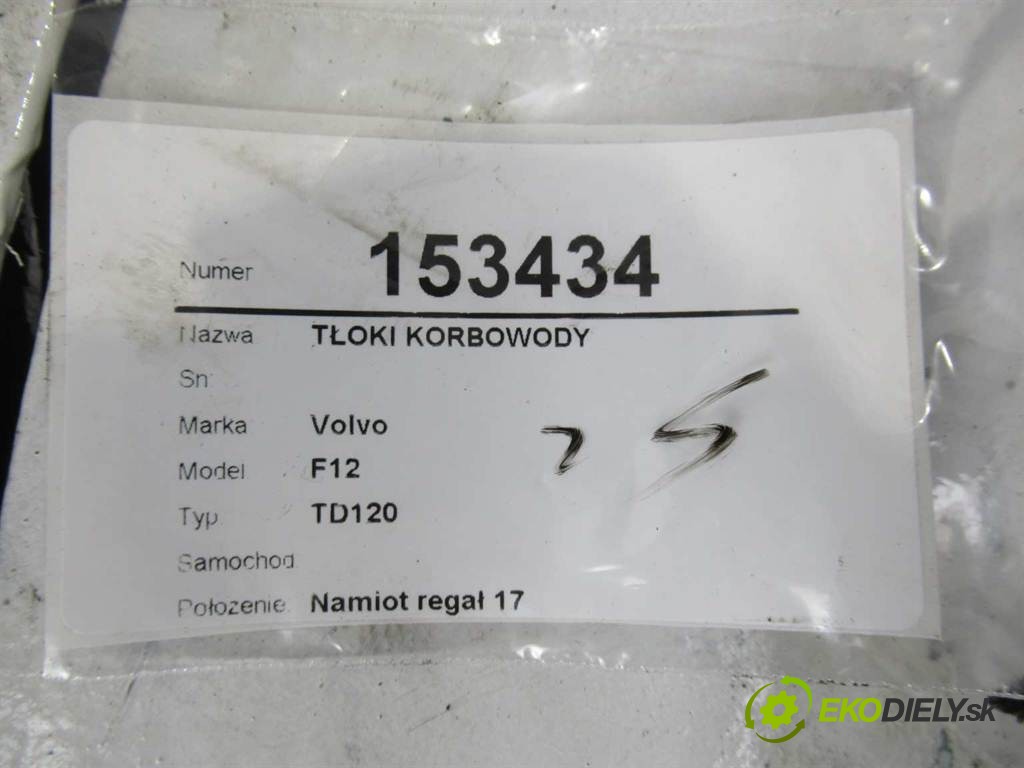 Numer 153434
Nazwa TŁOKI KORBOWODY
Sn:
Marka Volvo
Model F12
Typ TD120
Samochod
Położenie Namiot regał 17
EKODIELY.sk